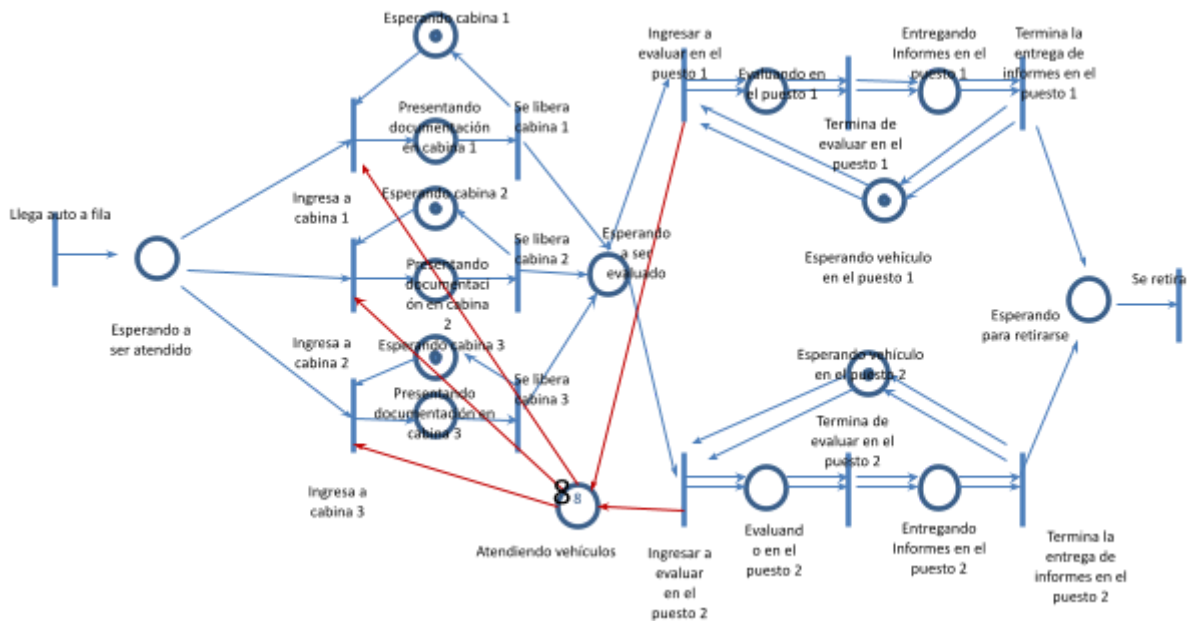 Esperando cabina 1
Presentando
documentación
en cabina 1
Se libera
cabina 1
Ingresa a
cabina 1
Esperando cabina 2
Llega auto a fila
Esperando a
ser atendido
Se libera
cabina 2
Presentando
documentaci
ón en cabina
2
Ingresa a
cabina 2
Esperando cabina 3
Se libera
cabina 3
Presentando
documentación en
cabina 3
Ingresa a
cabina 3
Esperando
a ser
evaluado
8
8
Atendiendo vehículos
Ingresar a
evaluar en el
puesto 1
Evaluando en
el puesto 1
Entregando
Informes en el
puesto 1
Termina la
entrega de
informes en el
puesto 1
Termina de
evaluar en el
puesto 1
Esperando vehículo
en el puesto 1
Se retira
Esperando
para retirarse
Esperando vehículo
en el puesto 2
Termina de
evaluar en el
puesto 2
Ingresar a
evaluar
en el
puesto 2
Evaluand
o en el
puesto 2
Entregando
Informes en el
puesto 2
Termina la
entrega de
informes en el
puesto 2